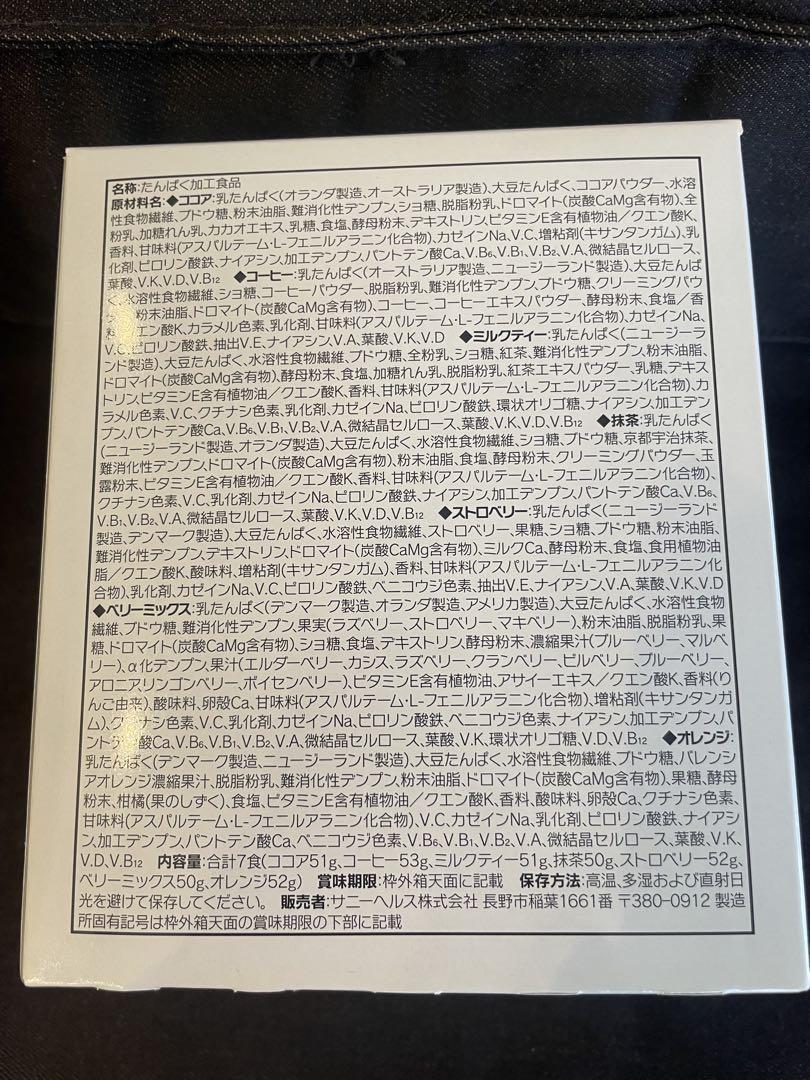 名称:たんぱく加工食品
原材料名:◆ココア:乳たんぱく(オランダ製造、オーストラリア製造)、大豆たんぱく、ココアパウダー、水溶
性食物繊維、ブドウ糖、粉末油脂、難消化性デンプン、ショ糖、脱脂粉乳、ドロマイト(炭酸CaMg含有物)、全
粉乳、加糖れん乳、カカオエキス、乳糖、食塩、酵母粉末、デキストリン、ビタミンE含有植物油/クエン酸K、
香料、甘味料(アスパルテーム・L-フェニルアラニン化合物)、カゼインNa、V.C、増粘剤(キサンタンガム)、乳
化剤、ピロリン酸鉄、ナイアシン、加工デンプン、パントテン酸Ca、V.B6、V.B1、V.B2、V.A、微結晶セルロース、
葉酸、V.K、V.D、V.B12 ◆コーヒー:乳たんぱく(オーストラリア製造、ニュージーランド製造)、大豆たんぱ
く、水溶性食物繊維、ショ糖、コーヒーパウダー、脱脂粉乳、難消化性デンプン、ブドウ糖、クリーミングパウ
粉末油脂、ドロマイト(炭酸CaMg含有物)、コーヒー、コーヒーエキスパウダー、酵母粉末、食塩/香
エン酸K、カラメル色素、乳化剤、甘味料(アスパルテーム・L-フェニルアラニン化合物)、カゼインNa、
V.C、ピロリン酸鉄、抽出V.E、ナイアシン、V.A、葉酸、V.K、V.D ◆ミルクティー:乳たんぱく(ニュージーラ
ンド製造)、大豆たんぱく、水溶性食物繊維、ブドウ糖、全粉乳、ショ糖、紅茶、難消化性デンプン、粉末油脂、
ドロマイト(炭酸CaMg含有物)、酵母粉末、食塩、加糖れん乳、脱脂粉乳、紅茶エキスパウダー、乳糖、デキス
トリン、ビタミンE含有植物油/クエン酸K、香料、甘味料(アスパルテーム・L-フェニルアラニン化合物)、カ
ラメル色素、V.C、クチナシ色素、乳化剤、カゼインNa、ピロリン酸鉄、環状オリゴ糖、ナイアシン、加工デン
プン、パントテン酸Ca、V.B6、V.B1、V.B2、V.A、微結晶セルロース、葉酸、V.K、V.D、V.B12 ◆抹茶:乳たんぱく
(ニュージーランド製造、オランダ製造)、大豆たんぱく、水溶性食物繊維、ショ糖、ブドウ糖、京都宇治抹茶、
難消化性デンプン、ドロマイト(炭酸CaMg含有物)、粉末油脂、食塩、酵母粉末、クリーミングパウダー、玉
露粉末、ビタミンE含有植物油/クエン酸K、香料、甘味料(アスパルテーム・L-フェニルアラニン化合物)、
クチナシ色素、V.C、乳化剤、カゼインNa、ピロリン酸鉄、ナイアシン、加工デンプン、パントテン酸Ca、V.B6、
V.B1、V.B2、V.A、微結晶セルロース、葉酸、V.K、V.D、V.B12 ◆ストロベリー:乳たんぱく(ニュージーランド
製造、デンマーク製造)、大豆たんぱく、水溶性食物繊維、ストロベリー、果糖、ショ糖、ブドウ糖、粉末油脂、
難消化性デンプン、デキストリン、ドロマイト(炭酸CaMg含有物)、ミルクCa、酵母粉末、食塩、食用植物油
脂/クエン酸K、酸味料、増粘剤(キサンタンガム)、香料、甘味料(アスパルテーム・L-フェニルアラニン化
合物)、乳化剤、カゼインNa、V.C、ピロリン酸鉄、ベニコウジ色素、抽出V.E、ナイアシン、V.A、葉酸、V.K、V.D
◆ベリーミックス:乳たんぱく(デンマーク製造、オランダ製造、アメリカ製造)、大豆たんぱく、水溶性食物
繊維、ブドウ糖、難消化性デンプン、果実(ラズベリー、ストロベリー、マキベリー)、粉末油脂、脱脂粉乳、果
糖、ドロマイト(炭酸CaMg含有物)、ショ糖、食塩、デキストリン、酵母粉末、濃縮果汁(ブルーベリー、マルベ
リー)、α化デンプン、果汁(エルダーベリー、カシス、ラズベリー、クランベリー、ビルベリー、ブルーベリー、
アロニア、リンゴンベリー、ボイセンベリー)、ビタミンE含有植物油、アサイーエキス/クエン酸K、香料(り
んご由来)、酸味料、卵殻Ca、甘味料(アスパルテーム・L-フェニルアラニン化合物)、増粘剤(キサンタンガ
ム)、クチナシ色素、V.C、乳化剤、カゼインNa、ピロリン酸鉄、ベニコウジ色素、ナイアシン、加工デンプン、パ
ントテン酸Ca、V.B6、V.B1、V.B2、V.A、微結晶セルロース、葉酸、V.K、環状オリゴ糖、V.D、V.B12 ◆オレンジ:
乳たんぱく(デンマーク製造、ニュージーランド製造)、大豆たんぱく、水溶性食物繊維、ブドウ糖、バレンシ
アオレンジ濃縮果汁、脱脂粉乳、難消化性デンプン、粉末油脂、ドロマイト(炭酸CaMg含有物)、果糖、酵母
粉末、柑橘(果のしずく)、食塩、ビタミンE含有植物油/クエン酸K、香料、酸味料、卵殻Ca、クチナシ色素、
甘味料(アスパルテーム・L-フェニルアラニン化合物)、V.C、カゼインNa、乳化剤、ピロリン酸鉄、ナイアシ
ン、加工デンプン、パントテン酸Ca、ベニコウジ色素、V.B6、V.B1、V.B2、V.A、微結晶セルロース、葉酸、V.K、
V.D、V.B12 内容量:合計7食(ココア51g、コーヒー53g、ミルクティー51g、抹茶50g、ストロベリー52g、
ベリーミックス50g、オレンジ52g) 賞味期限:枠外箱天面に記載 保存方法:高温、多湿および直射日
光を避けて保存してください。 販売者:サニーヘルス株式会社 長野市稲葉1661番 〒380-0912 製造
所固有記号は枠外箱天面の賞味期限の下部に記載